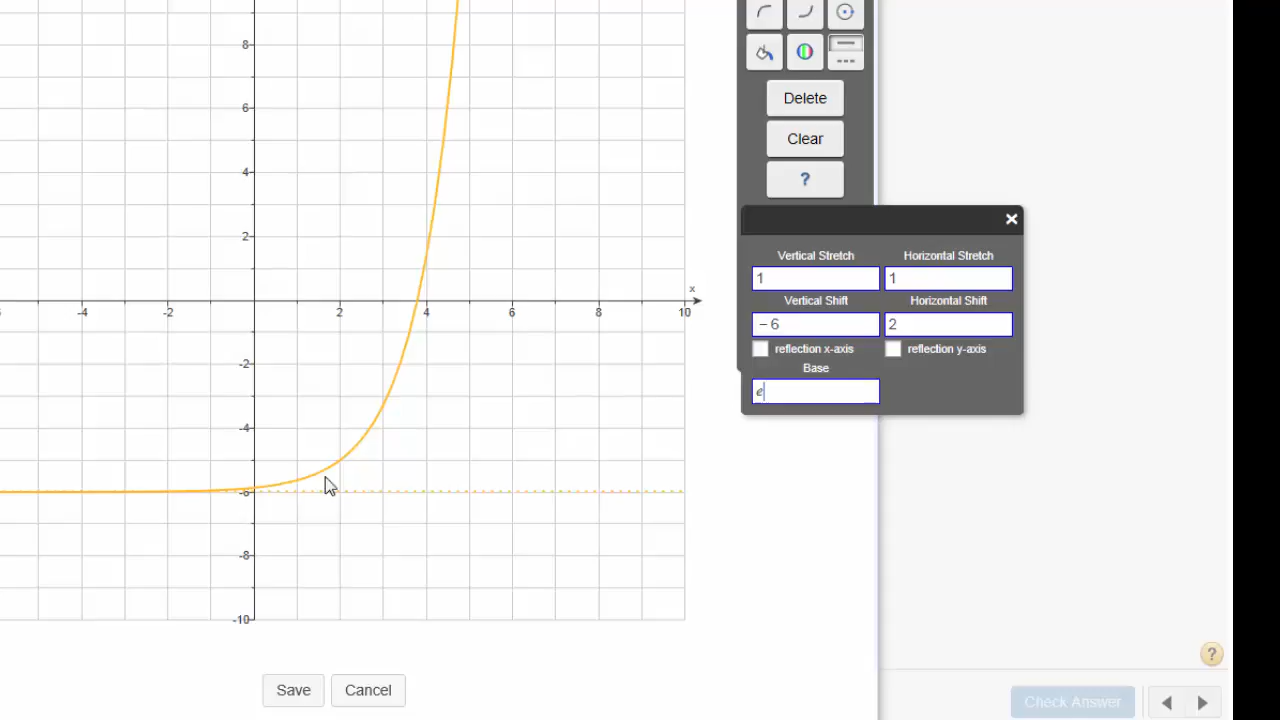 8
6
4
2
x
-4
-2
2
4
6
8
10
-2
-4
-6
-8
-10
Delete
Clear
?
×
Vertical Stretch
Horizontal Stretch
1
1
Vertical Shift
Horizontal Shift
− 6
2
reflection x-axis
reflection y-axis
Base
e
Save
Cancel
?
Check Answer